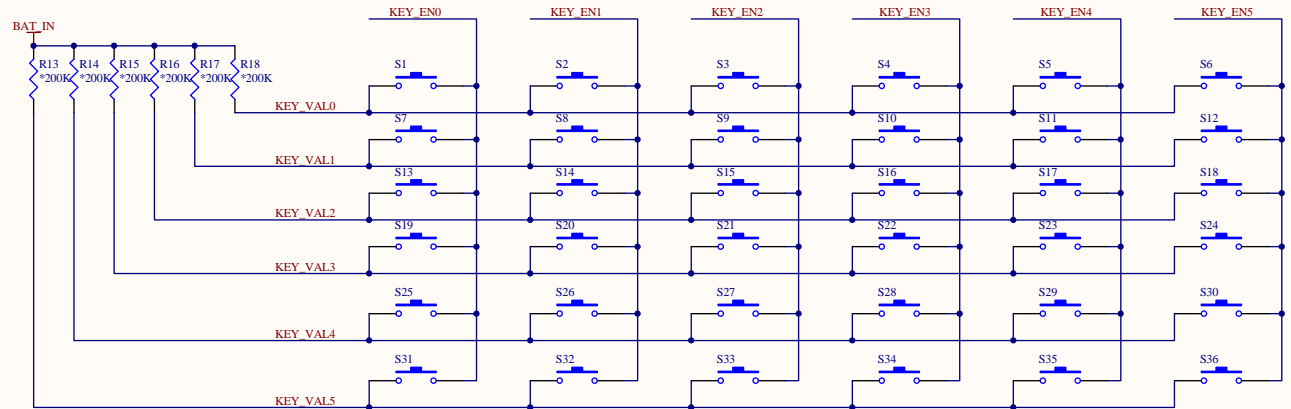 KEY_EN0 KEY_EN1 KEY_EN2 KEY_EN3 KEY_EN4 KEY_EN5
BAT_IN
R13 R14 R15 R16 R17 R18
*200K *200K *200K *200K *200K *200K
S1 S2 S3 S4 S5 S6
KEY_VAL0
S7 S8 S9 S10 S11 S12
KEY_VAL1
S13 S14 S15 S16 S17 S18
KEY_VAL2
S19 S20 S21 S22 S23 S24
KEY_VAL3
S25 S26 S27 S28 S29 S30
KEY_VAL4
S31 S32 S33 S34 S35 S36
KEY_VAL5